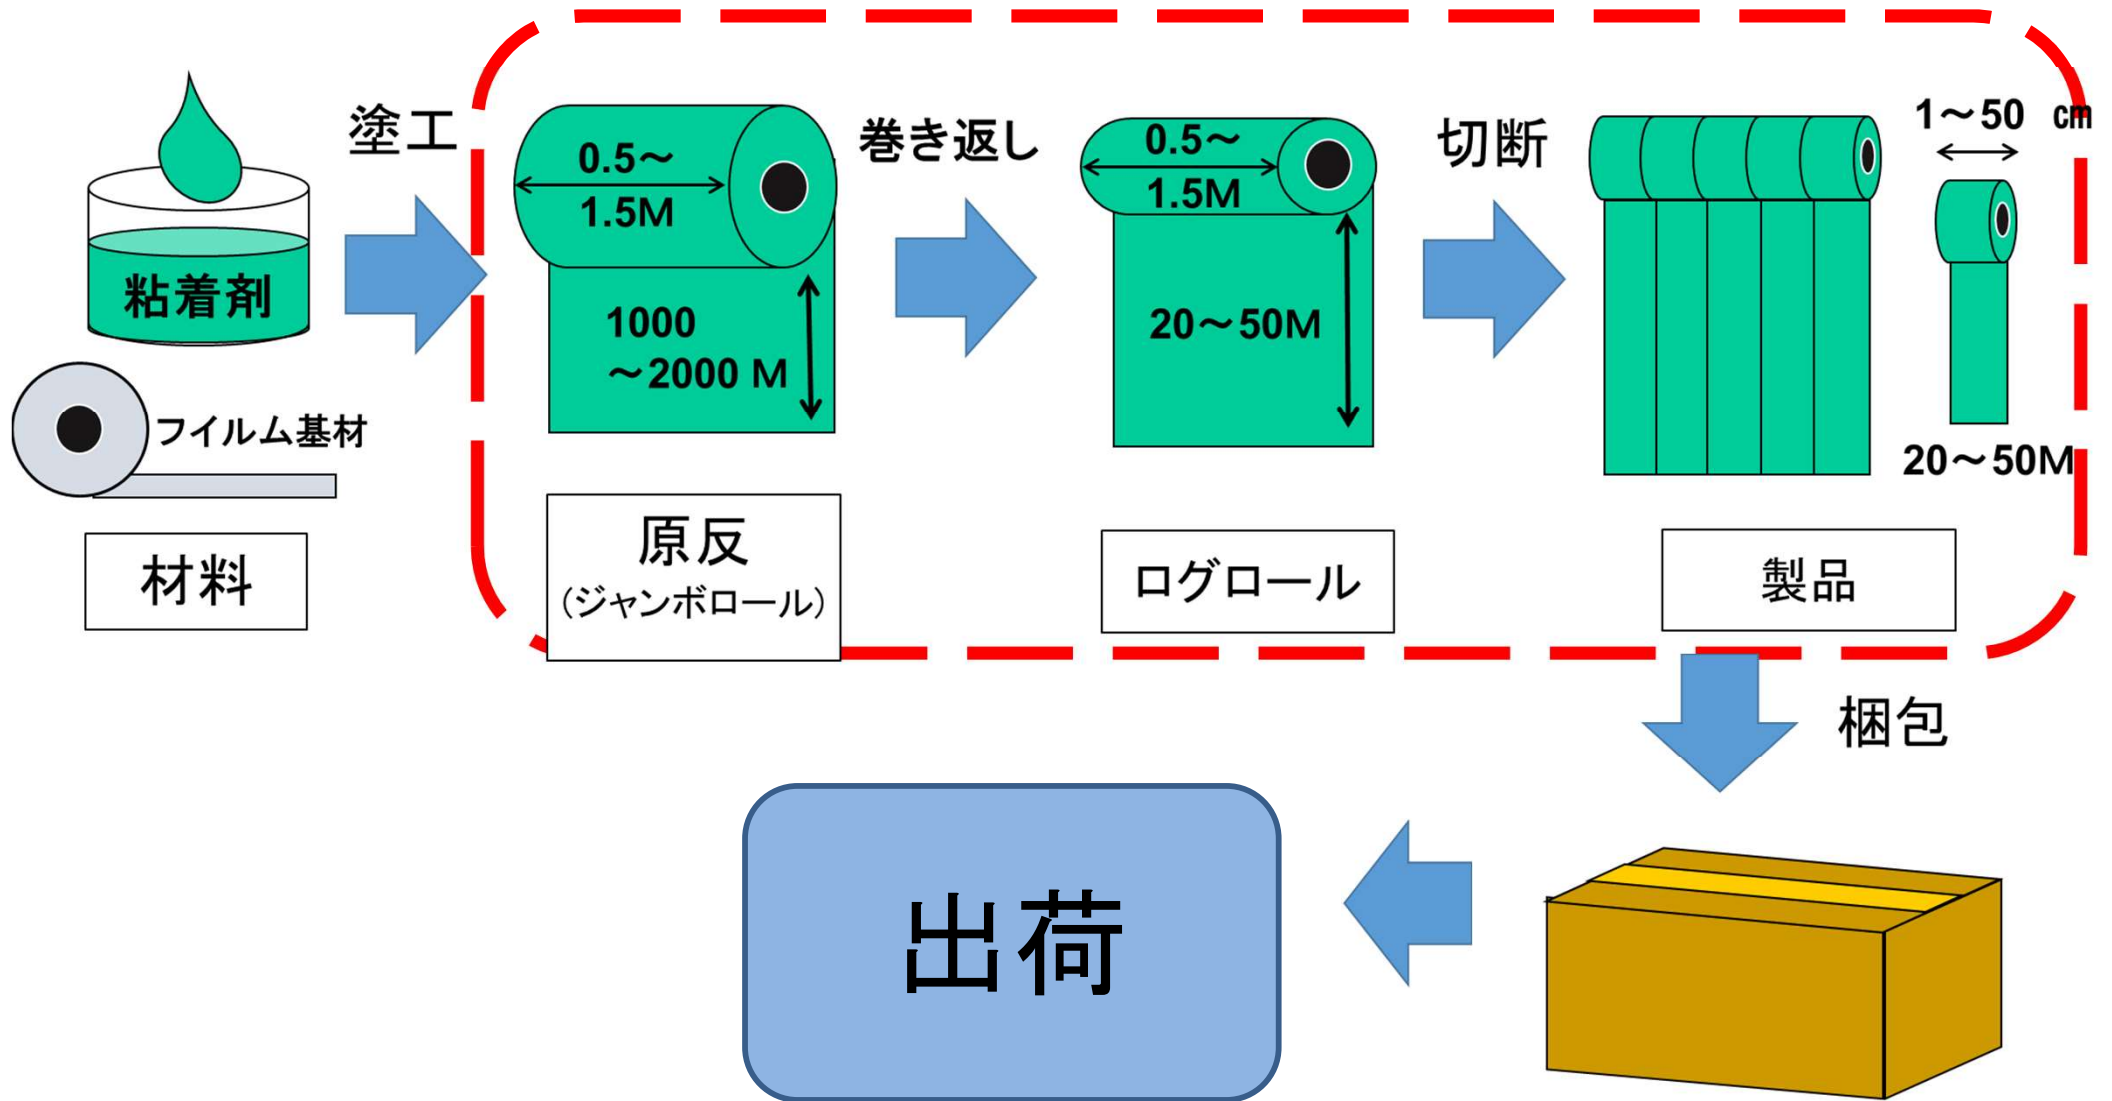 粘着剤
フイルム基材
材料
塗工
0.5～
1.5M
1000
～2000 M
原反
(ジャンボロール)
巻き返し
0.5～
1.5M
20～50M
ログロール
切断
1～50 ㎝
20～50M
製品
梱包
出荷